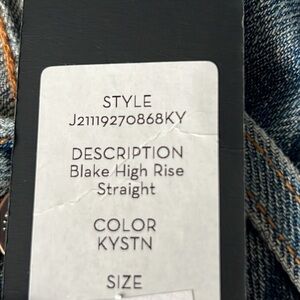 STYLE
J21119270868KY
DESCRIPTION
Blake High Rise
Straight
COLOR
KYSTN
SIZE